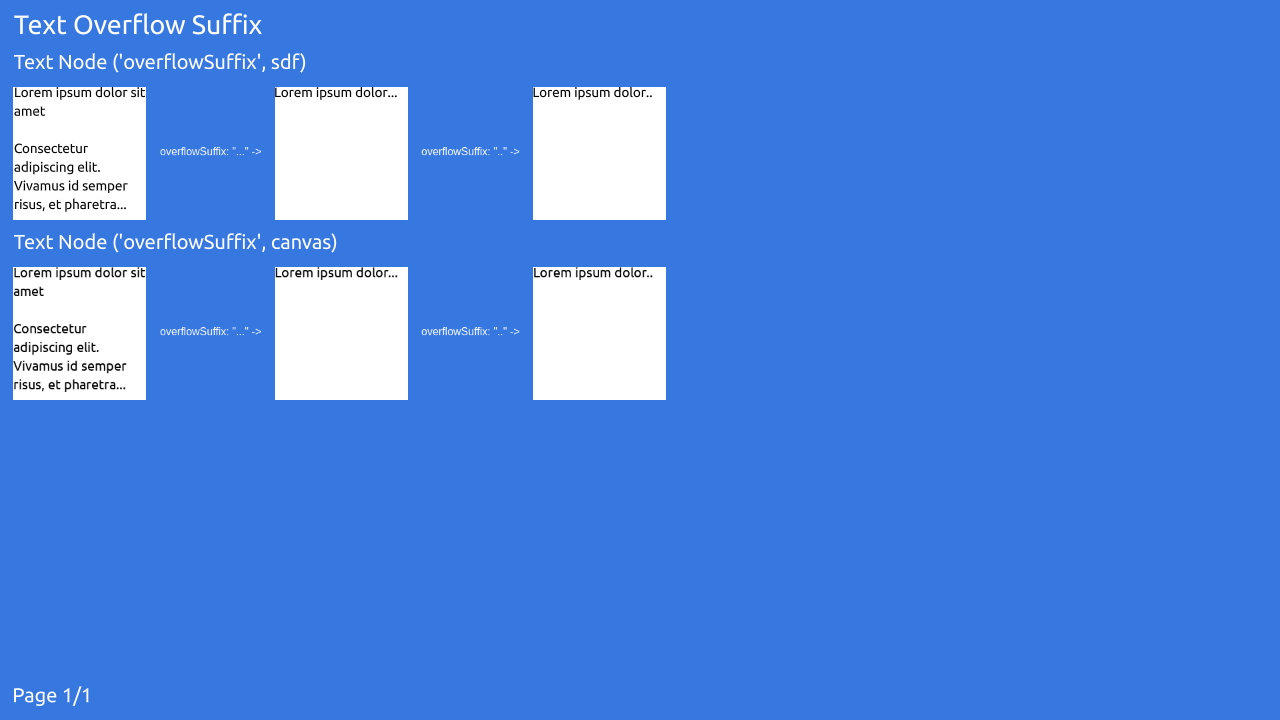 Text Overflow Suffix
Text Node ('overflowSuffix', sdf)
Lorem ipsum dolor sit
amet
Consectetur
adipiscing elit.
Vivamus id semper
risus, et pharetra...
overflowSuffix: "..." ->
Lorem ipsum dolor...
overflowSuffix: ".." ->
Lorem ipsum dolor..
Text Node ('overflowSuffix', canvas)
Lorem ipsum dolor sit
amet
Consectetur
adipiscing elit.
Vivamus id semper
risus, et pharetra...
overflowSuffix: "..." ->
Lorem ipsum dolor...
overflowSuffix: ".." ->
Lorem ipsum dolor..
Page 1/1